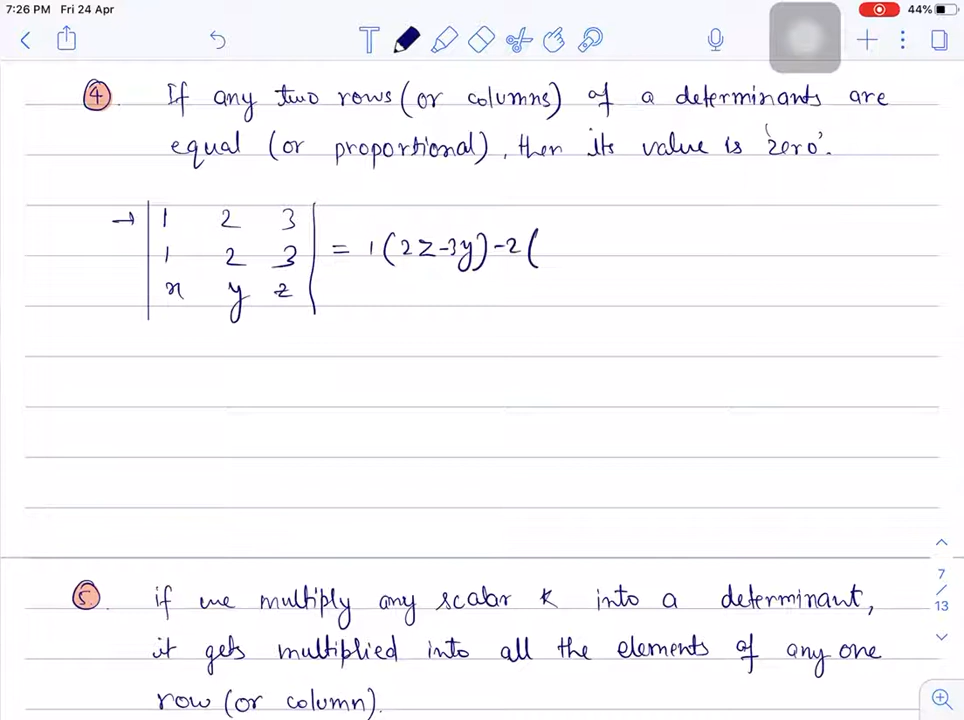 7:26 PM Fri 24 Apr
44%
T
4. If any two rows (or columns) of a determinants are
equal (or proportional), then its value is 'zero'.
→ | 1 2 3 |
| 1 2 3 | = 1(2z-3y)-2(
| x y z |
7
/
13
5. if we multiply any scalar k into a determinant,
it gets multiplied into all the elements of any one
row (or column).